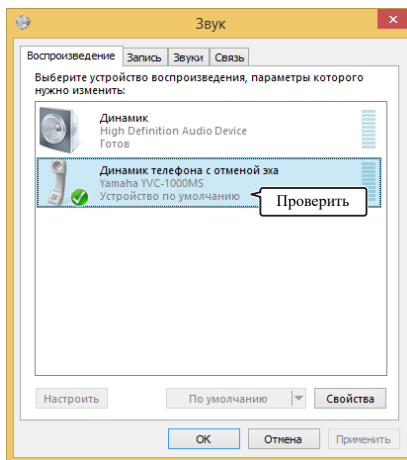 Звук
Воспроизведение Запись Звуки Связь
Выберите устройство воспроизведения, параметры которого
нужно изменить:
Динамик
High Definition Audio Device
Готов
Динамик телефона с отменой эха
Yamaha YVC-1000MS
Устройство по умолчанию
Проверить
Настроить По умолчанию Свойства
ОК Отмена Применить